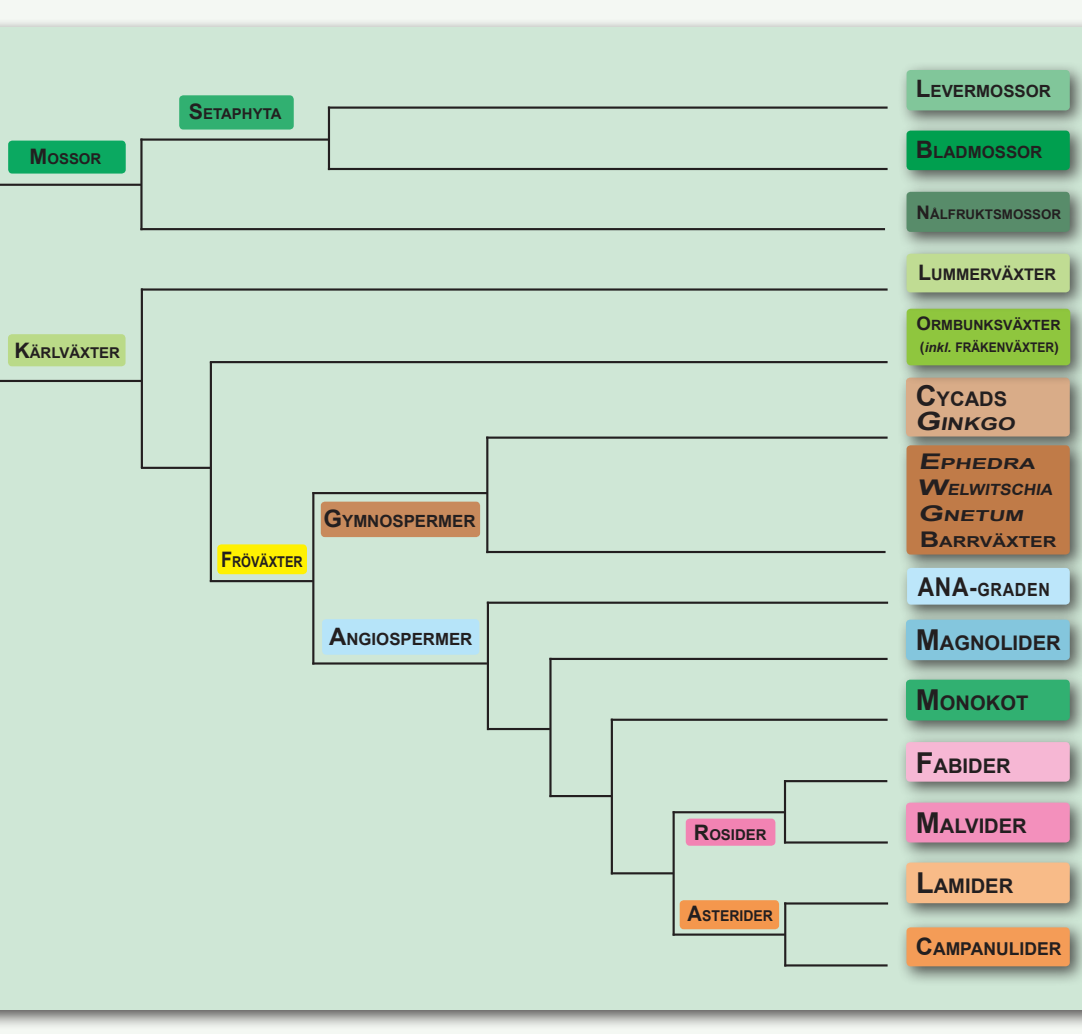 LEVERMOSSOR
SETAPHYTA
BLADMOSSOR
MOSSOR
NÅLFRUKTSMOSSOR
LUMMERVÄXTER
ORMBUNKSVÄXTER
(inkl. FRÄKENVÄXTER)
KÄRLVÄXTER
CYCADS
GINKGO
EPHEDRA
WELWITSCHIA
GNETUM
BARRVÄXTER
GYMNOSPERMER
FRÖVÄXTER
ANA-GRADEN
ANGIOSPERMER
MAGNOLIDER
MONOKOT
FABIDER
MALVIDER
ROSIDER
LAMIDER
ASTERIDER
CAMPANULIDER